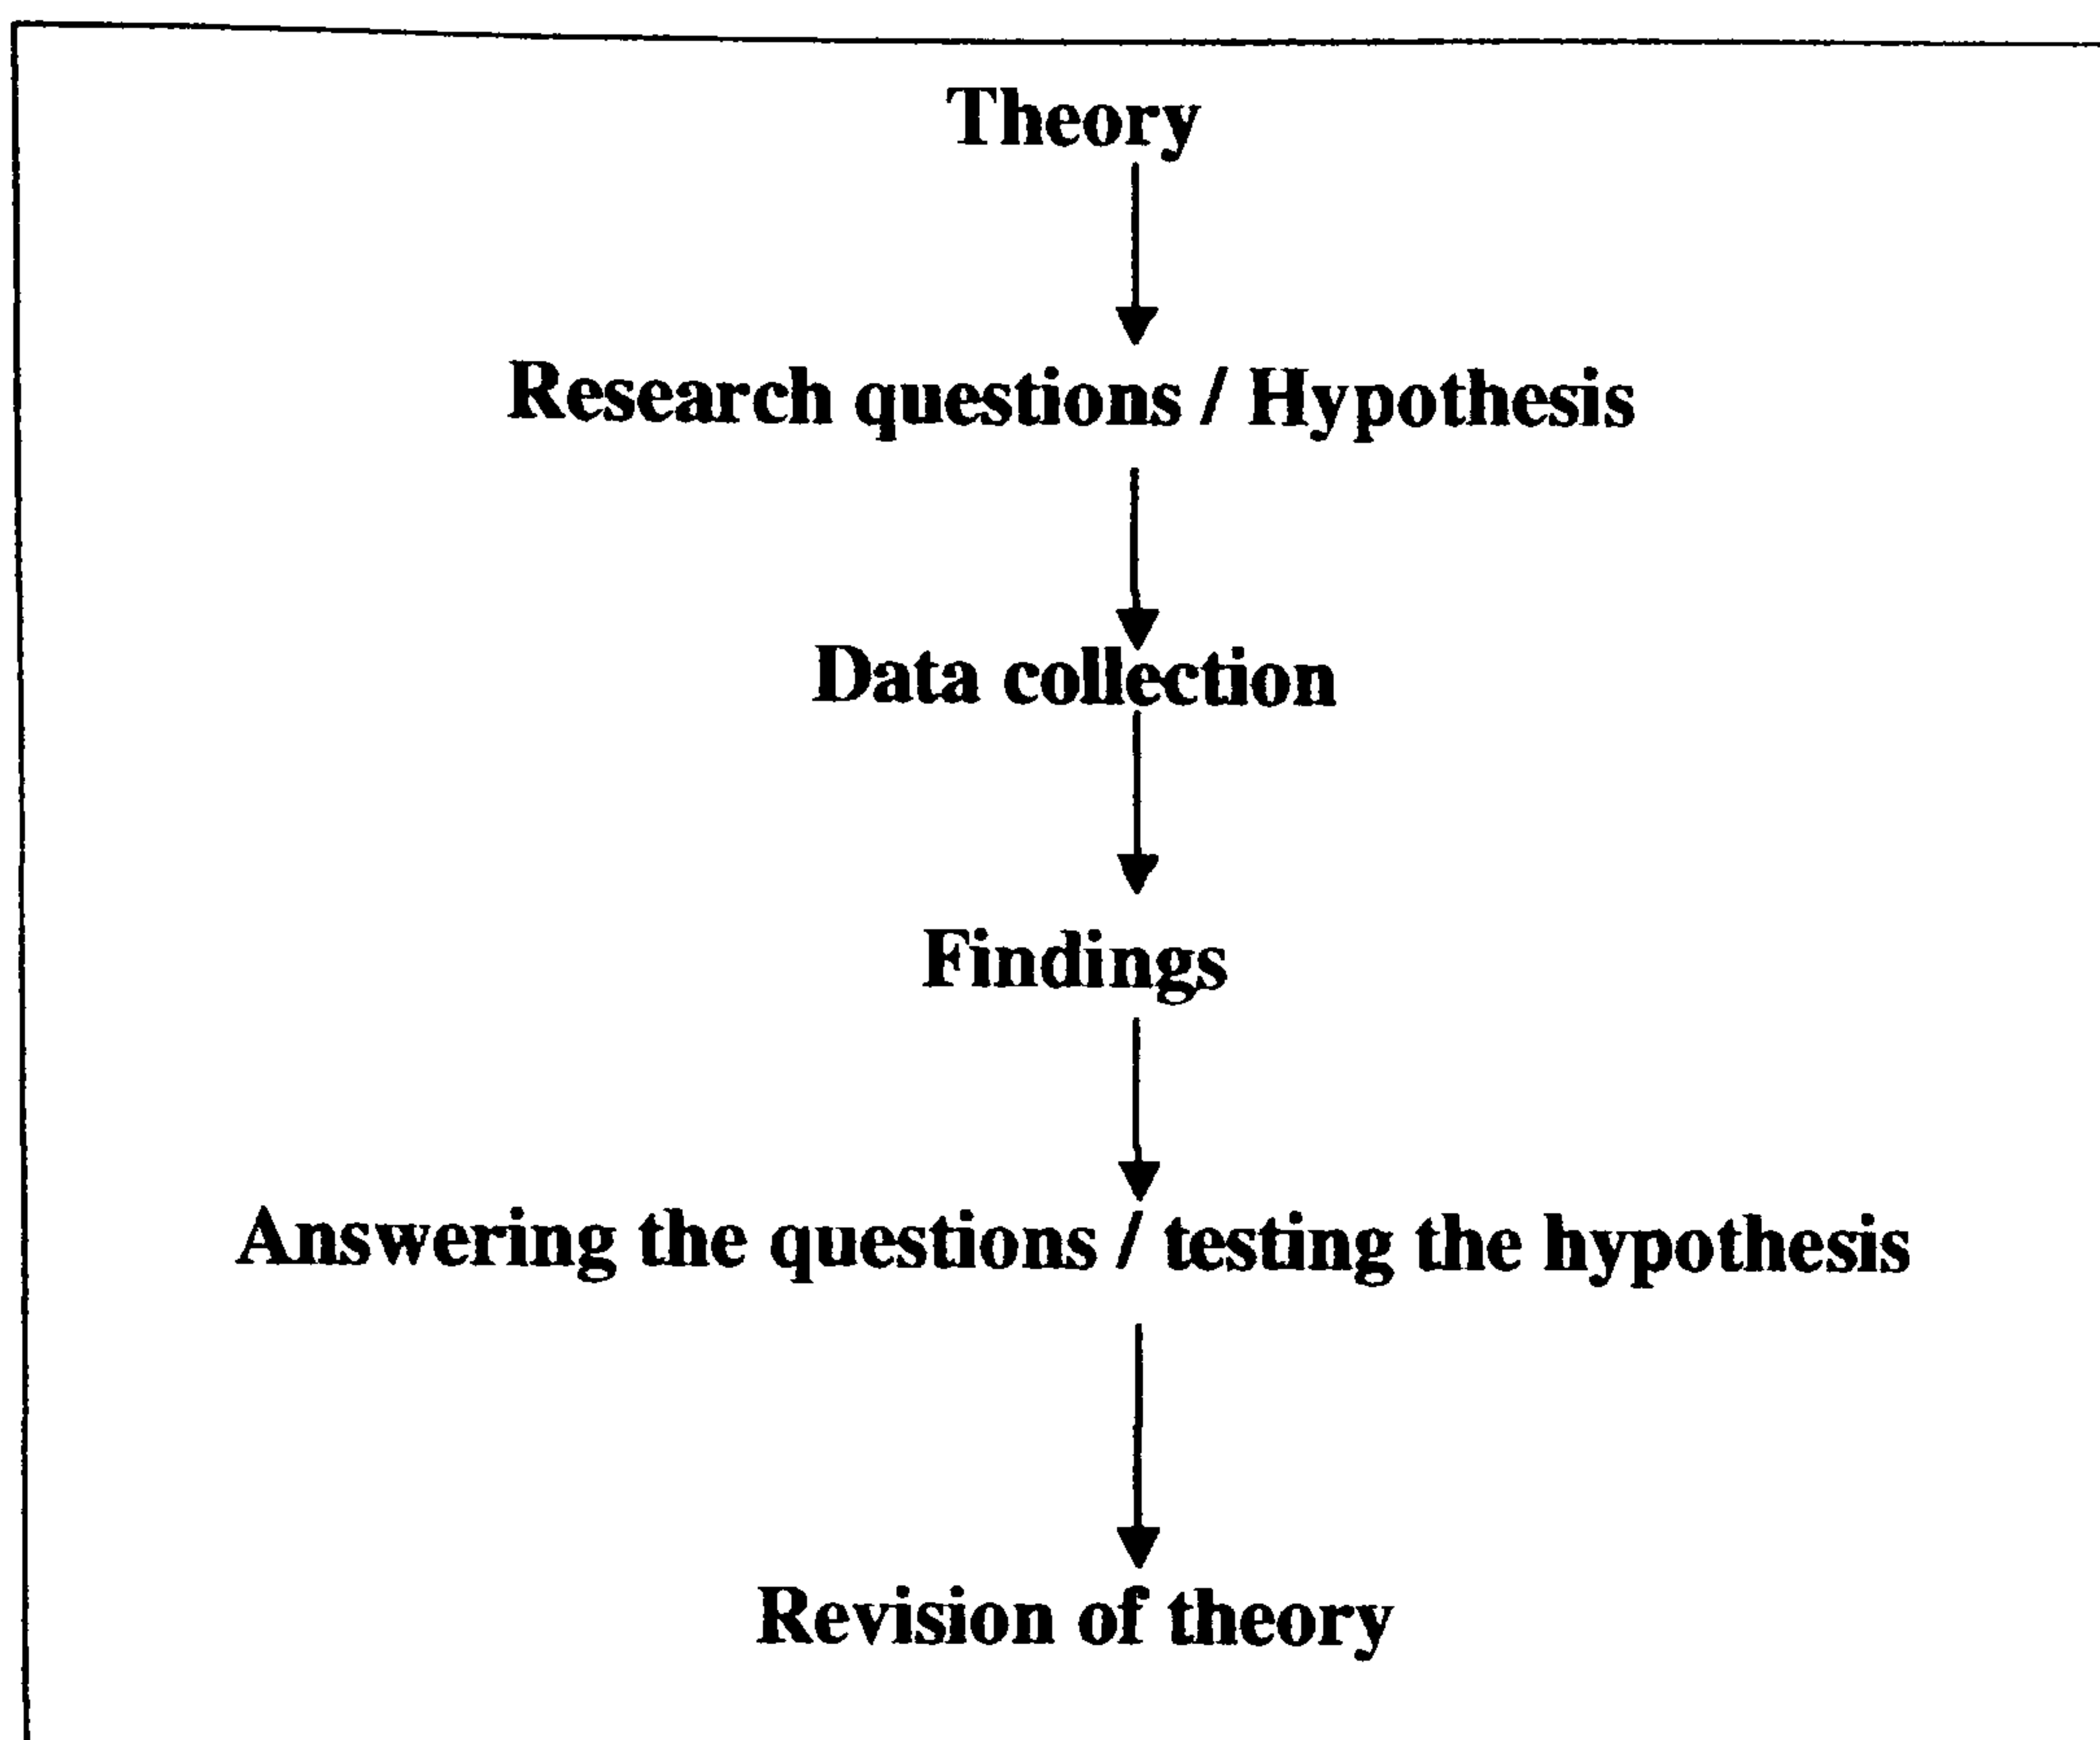 Theory
Research questions / Hypothesis
Data collection
Findings
Answering the questions / testing the hypothesis
Revision of theory